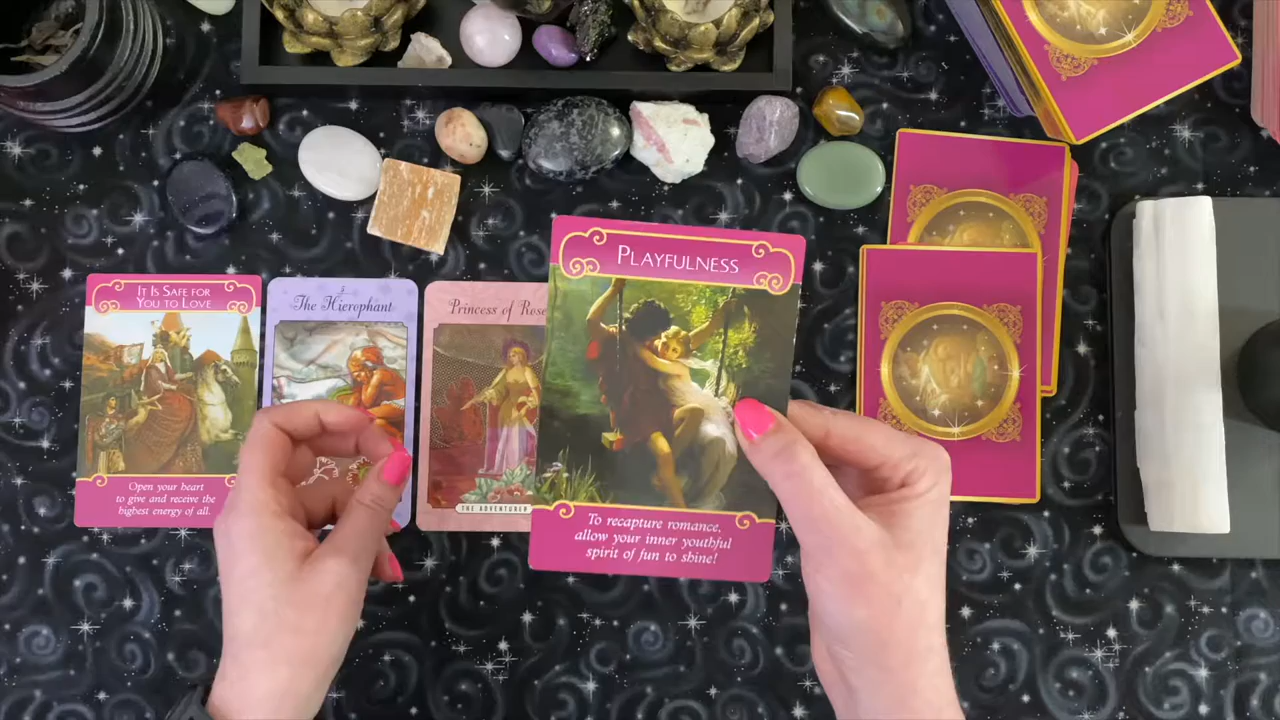 IT IS SAFE FOR
YOU TO LOVE
Open your heart
to give and receive the
highest energy of all.
5
The Hierophant
Princess of Rose
THE ADVENTURER
PLAYFULNESS
To recapture romance,
allow your inner youthful
spirit of fun to shine!